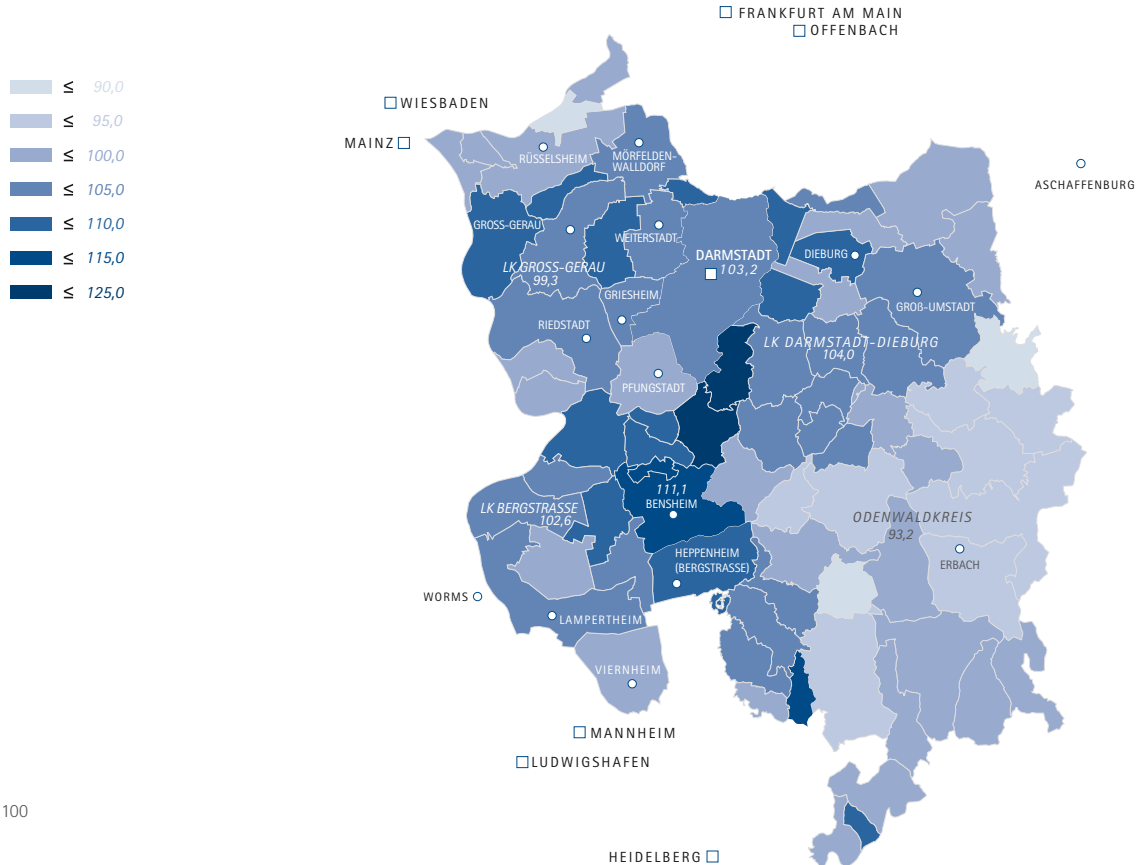 FRANKFURT AM MAIN
OFFENBACH
≤ 90,0
≤ 95,0
≤ 100,0
≤ 105,0
≤ 110,0
≤ 115,0
≤ 125,0
WIESBADEN
MAINZ
RÜSSELSHEIM
MÖRFELDEN-
WALLDORF
ASCHAFFENBURG
GROSS-GERAU
WEITERSTADT
DARMSTADT
103,2
DIEBURG
LK GROSS-GERAU
99,3
GRIESHEIM
GROß-UMSTADT
RIEDSTADT
LK DARMSTADT-DIEBURG
104,0
PFUNGSTADT
111,1
BENSHEIM
LK BERGSTRASSE
102,6
ODENWALDKREIS
93,2
HEPPENHEIM
(BERGSTRASSE)
ERBACH
WORMS
LAMPERTHEIM
VIERNHEIM
MANNHEIM
LUDWIGSHAFEN
100
HEIDELBERG